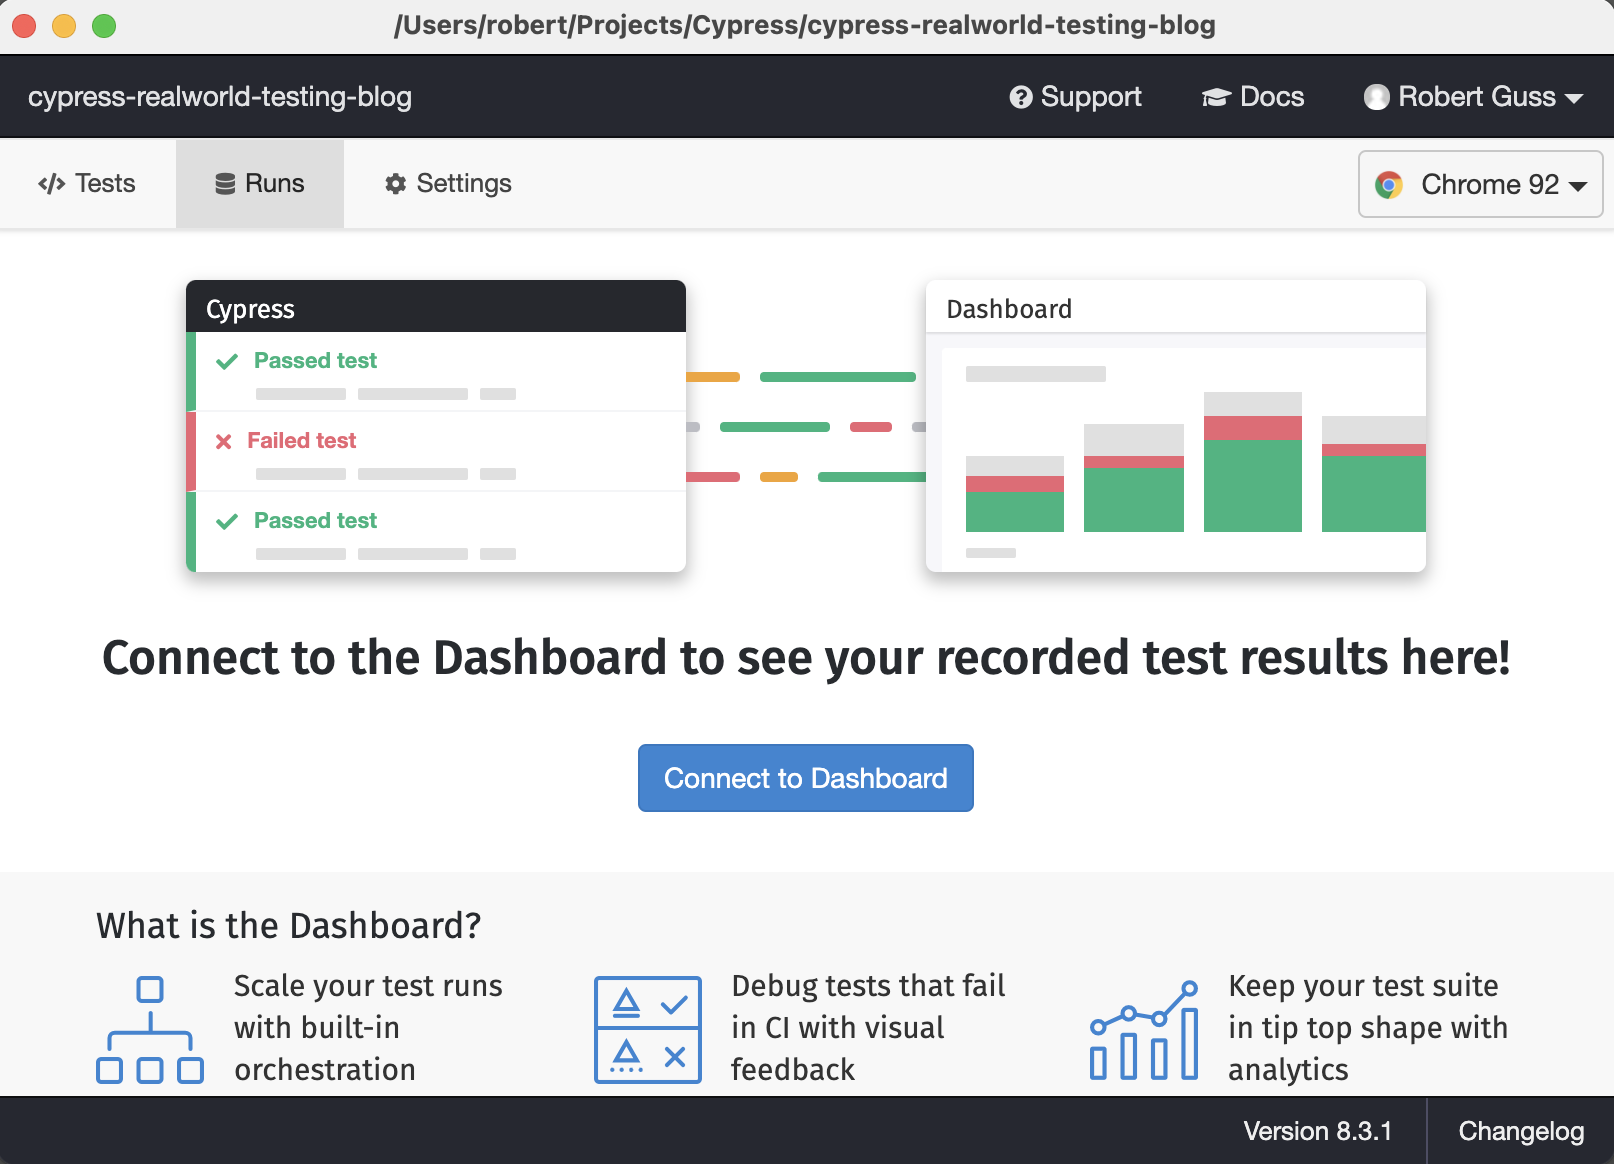 /Users/robert/Projects/Cypress/cypress-realworld-testing-blog
cypress-realworld-testing-blog
Support
Docs
Robert Guss
Tests
Runs
Settings
Chrome 92
Cypress
Passed test
Failed test
Passed test
Dashboard
Connect to the Dashboard to see your recorded test results here!
Connect to Dashboard
What is the Dashboard?
Scale your test runs
with built-in
orchestration
Debug tests that fail
in CI with visual
feedback
Keep your test suite
in tip top shape with
analytics
Version 8.3.1
Changelog